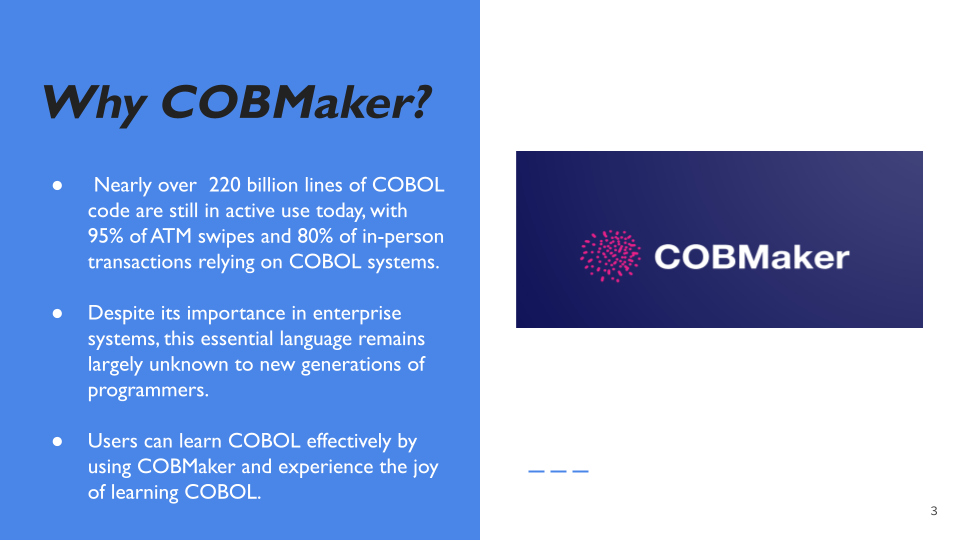 Why COBMaker?
● Nearly over 220 billion lines of COBOL
code are still in active use today, with
95% of ATM swipes and 80% of in-person
transactions relying on COBOL systems.
● Despite its importance in enterprise
systems, this essential language remains
largely unknown to new generations of
programmers.
● Users can learn COBOL effectively by
using COBMaker and experience the joy
of learning COBOL.
COBMaker
3